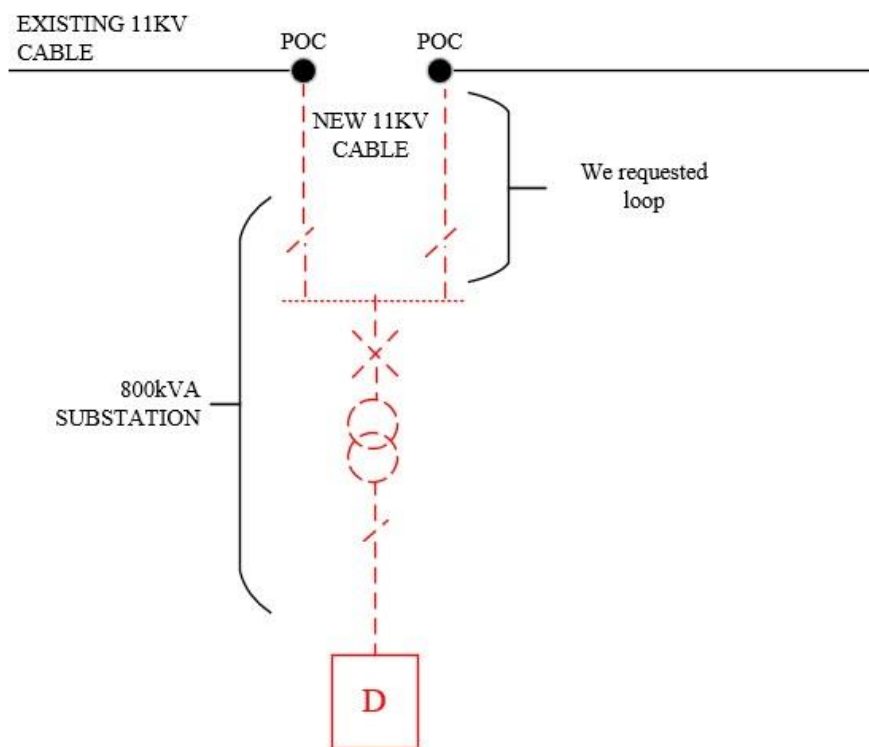 EXISTING 11KV
CABLE
POC
POC
NEW 11KV
CABLE
We requested
loop
800kVA
SUBSTATION
D